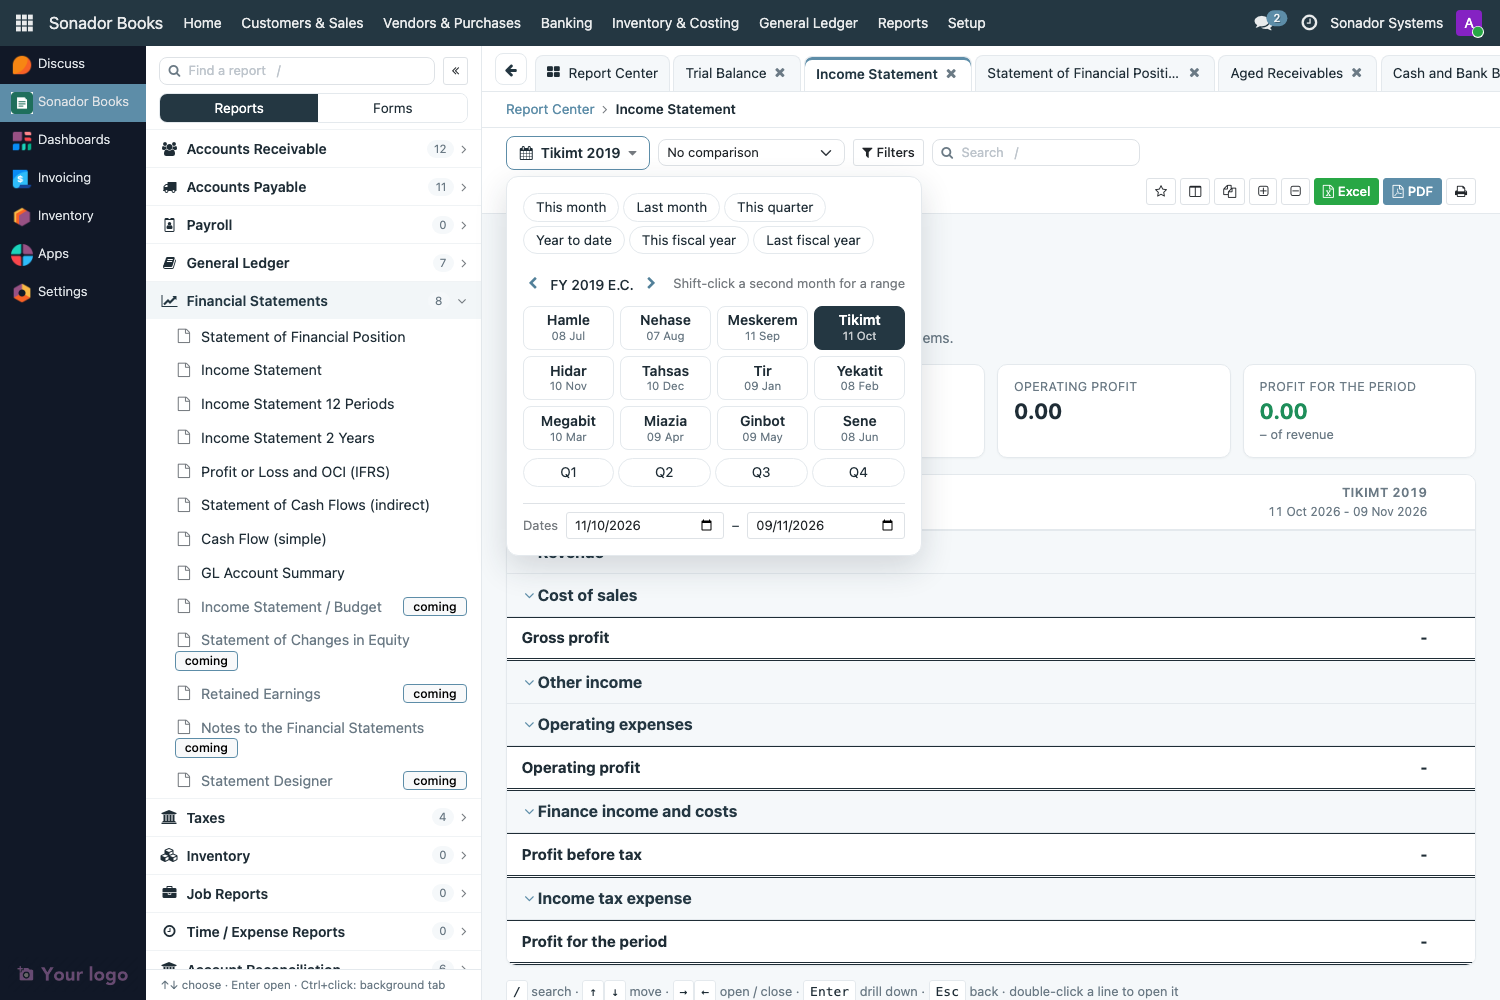 Sonador Books
Home
Customers & Sales
Vendors & Purchases
Banking
Inventory & Costing
General Ledger
Reports
Setup
2
Sonador Systems
A
Discuss
Sonador Books
Dashboards
Invoicing
Inventory
Apps
Settings
Your logo
Find a report /
«
Reports
Forms
Accounts Receivable 12
Accounts Payable 11
Payroll 0
General Ledger 7
Financial Statements 8
Statement of Financial Position
Income Statement
Income Statement 12 Periods
Income Statement 2 Years
Profit or Loss and OCI (IFRS)
Statement of Cash Flows (indirect)
Cash Flow (simple)
GL Account Summary
Income Statement / Budget coming
Statement of Changes in Equity
coming
Retained Earnings coming
Notes to the Financial Statements
coming
Statement Designer coming
Taxes 4
Inventory 0
Job Reports 0
Time / Expense Reports 0
Account Reconciliation 6
↑↓ choose · Enter open · Ctrl+click: background tab
Report Center
Trial Balance
Income Statement
Statement of Financial Positi...
Aged Receivables
Cash and Bank B
Report Center > Income Statement
Tikimt 2019
No comparison
Filters
Search /
Excel
PDF
This month
Last month
This quarter
Year to date
This fiscal year
Last fiscal year
FY 2019 E.C.
Shift-click a second month for a range
Hamle
08 Jul
Nehase
07 Aug
Meskerem
11 Sep
Tikimt
11 Oct
Hidar
10 Nov
Tahsas
10 Dec
Tir
09 Jan
Yekatit
08 Feb
Megabit
10 Mar
Miazia
09 Apr
Ginbot
09 May
Sene
08 Jun
Q1
Q2
Q3
Q4
Dates 11/10/2026 – 09/11/2026
ems.
OPERATING PROFIT
0.00
PROFIT FOR THE PERIOD
0.00
– of revenue
TIKIMT 2019
11 Oct 2026 - 09 Nov 2026
Revenue
Cost of sales
Gross profit -
Other income
Operating expenses
Operating profit -
Finance income and costs
Profit before tax -
Income tax expense
Profit for the period -
/ search · ↑ ↓ move · → ← open / close · Enter drill down · Esc back · double-click a line to open it